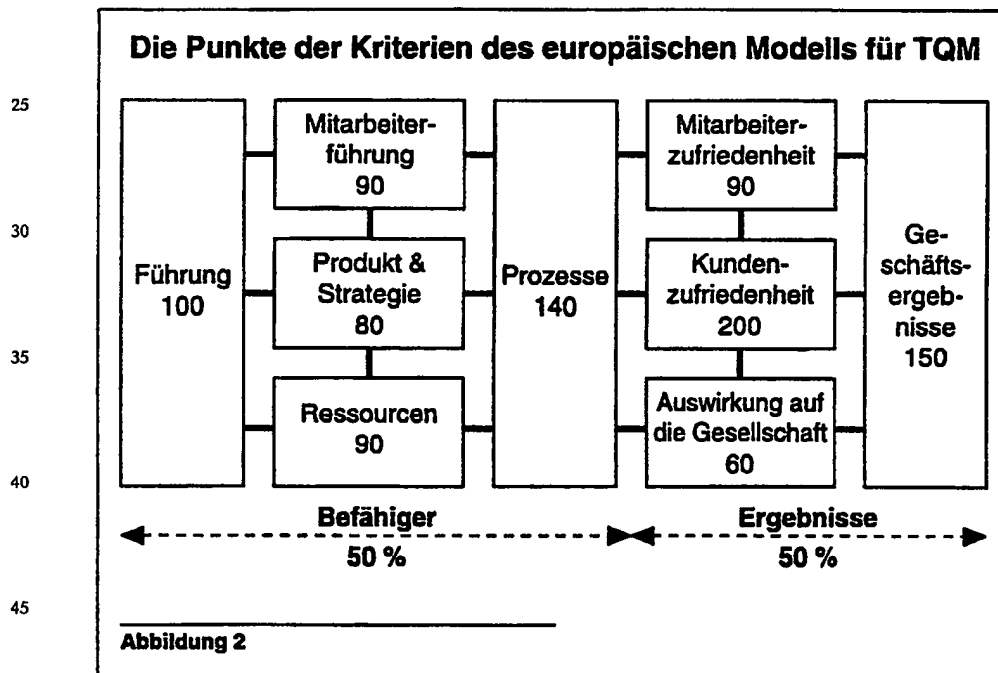 Die Punkte der Kriterien des europäischen Modells für TQM
25
30
35
40
45
Führung
100
Mitarbeiter-
führung
90
Produkt &
Strategie
80
Ressourcen
90
Prozesse
140
Mitarbeiter-
zufriedenheit
90
Kunden-
zufriedenheit
200
Auswirkung auf
die Gesellschaft
60
Ge-
schäfts-
ergeb-
nisse
150
Befähiger
50 %
Ergebnisse
50 %
Abbildung 2